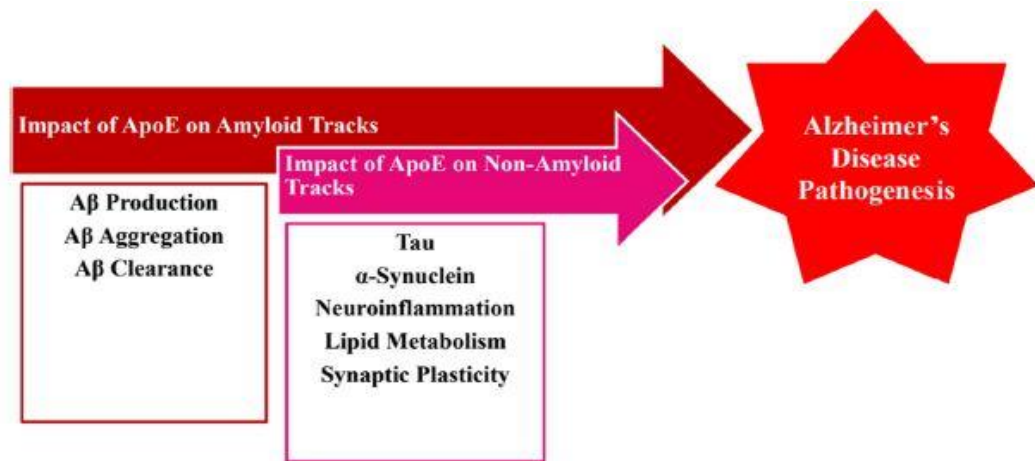 Impact of ApoE on Amyloid Tracks
Impact of ApoE on Non-Amyloid
Tracks
Aβ Production
Aβ Aggregation
Aβ Clearance
Tau
α-Synuclein
Neuroinflammation
Lipid Metabolism
Synaptic Plasticity
Alzheimer's
Disease
Pathogenesis